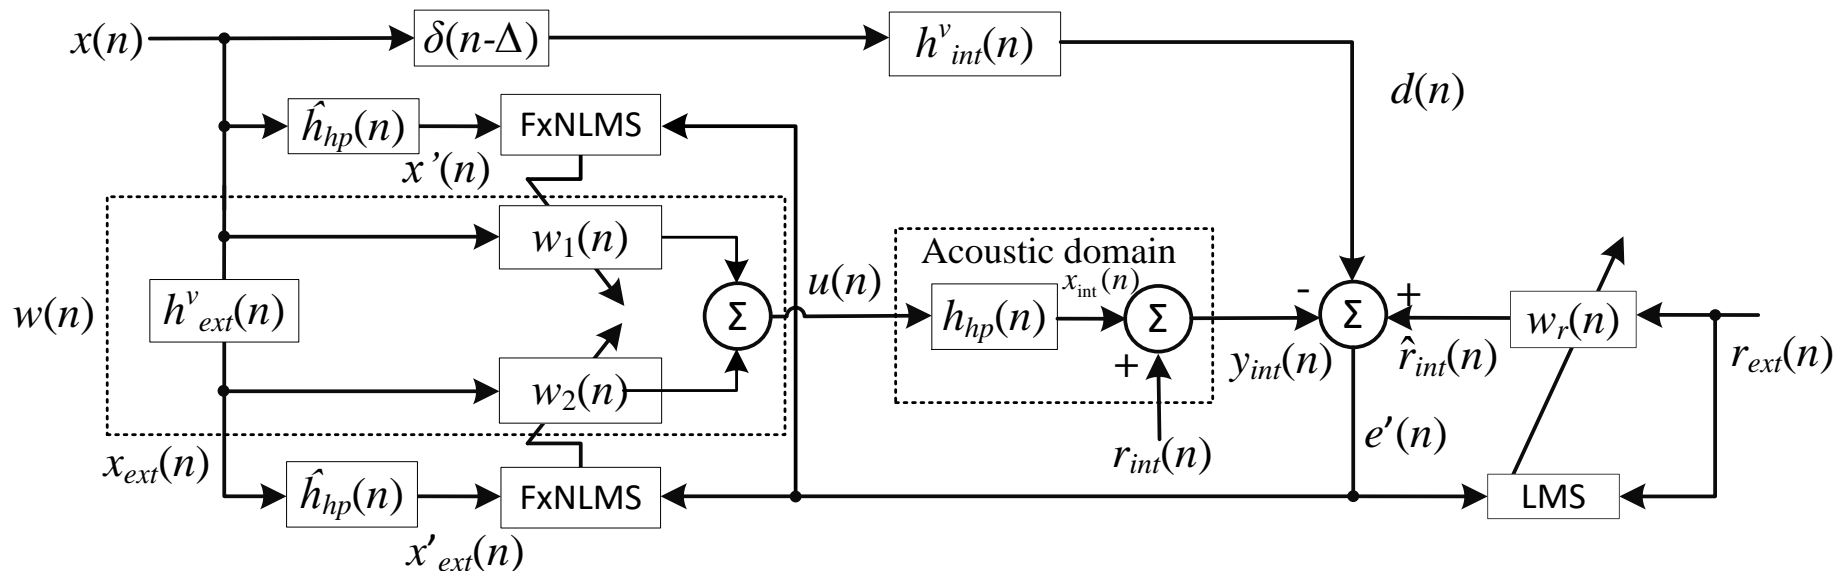 x(n)
δ(n-Δ)
h^v_int(n)
d(n)
ĥ_hp(n)
FxNLMS
x’(n)
w_1(n)
Acoustic domain
u(n)
x_int(n)
w(n)
h^v_ext(n)
Σ
h_hp(n)
Σ
-
Σ
+
w_r(n)
+
y_int(n)
r̂_int(n)
r_ext(n)
w_2(n)
r_int(n)
e'(n)
x_ext(n)
ĥ_hp(n)
FxNLMS
LMS
x'_ext(n)